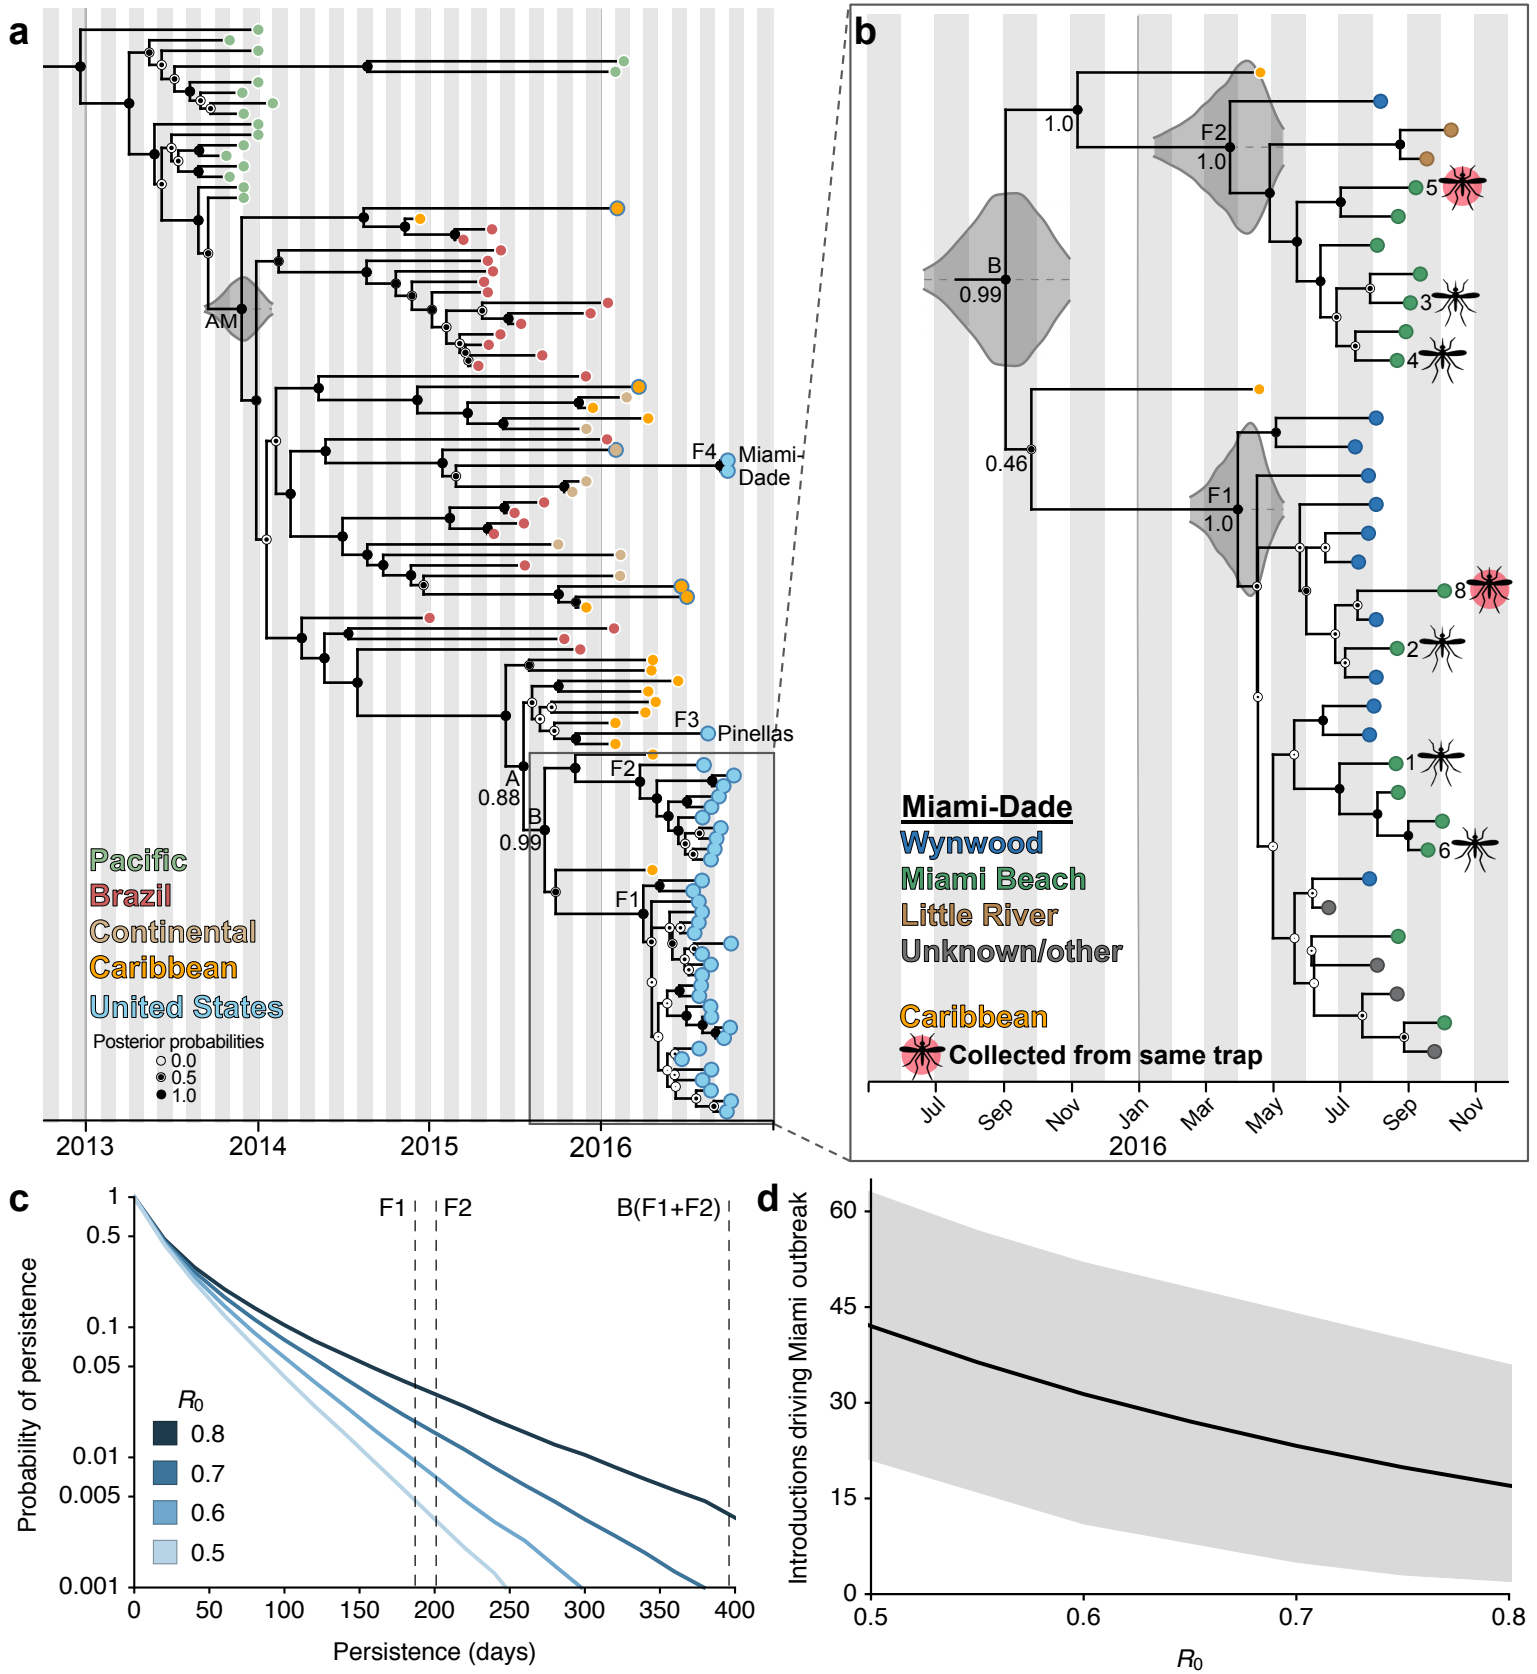 a
AM
F4
Miami-
Dade
F3
Pinellas
A
0.88
B
0.99
F2
F1
Pacific
Brazil
Continental
Caribbean
United States
Posterior probabilities
0.0
0.5
1.0
2013
2014
2015
2016
b
1.0
F2
1.0
B
0.99
0.46
F1
1.0
5
3
4
8
2
1
6
Miami-Dade
Wynwood
Miami Beach
Little River
Unknown/other
Caribbean
Collected from same trap
Jul
Sep
Nov
Jan
Mar
May
Jul
Sep
Nov
2016
c
F1
F2
B(F1+F2)
Probability of persistence
1
0.5
0.1
0.05
0.01
0.005
0.001
R0
0.8
0.7
0.6
0.5
0
50
100
150
200
250
300
350
400
Persistence (days)
d
Introductions driving Miami outbreak
60
45
30
15
0
0.5
0.6
0.7
0.8
R0